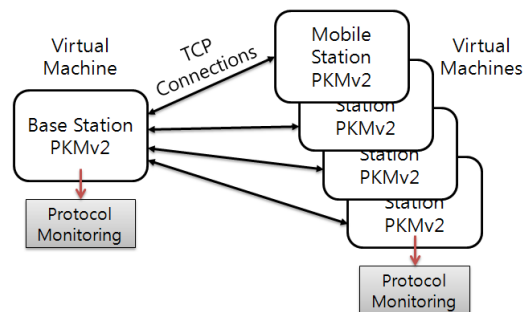 Virtual
Machine
TCP
Connections
Mobile
Station
PKMv2
Virtual
Machines
Base Station
PKMv2
Station
PKMv2
Station
PKMv2
Station
PKMv2
Protocol
Monitoring
Protocol
Monitoring